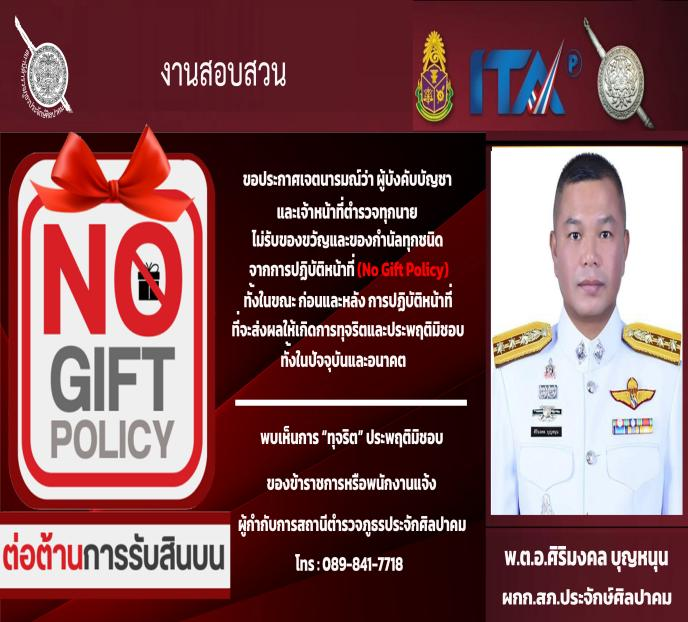 งานสอบสวน
ITA P
NO
GIFT
POLICY
ต่อต้านการรับสินบน
ขอประกาศเจตนารมณ์ว่า ผู้บังคับบัญชา
และเจ้าหน้าที่ตำรวจทุกนาย
ไม่รับของขวัญและของกำนัลทุกชนิด
จากการปฏิบัติหน้าที่ (No Gift Policy)
ทั้งในขณะ ก่อนและหลัง การปฏิบัติหน้าที่
ที่จะส่งผลให้เกิดการทุจริตและประพฤติมิชอบ
ทั้งในปัจจุบันและอนาคต
พบเห็นการ "ทุจริต" ประพฤติมิชอบ
ของข้าราชการหรือพนักงานแจ้ง
ผู้กำกับการสถานีตำรวจภูธรประจักศิลปาคม
โทร : 089-841-7718
พ.ต.อ.ศิริมงคล บุญหนุน
ผกก.สภ.ประจักษ์ศิลปาคม